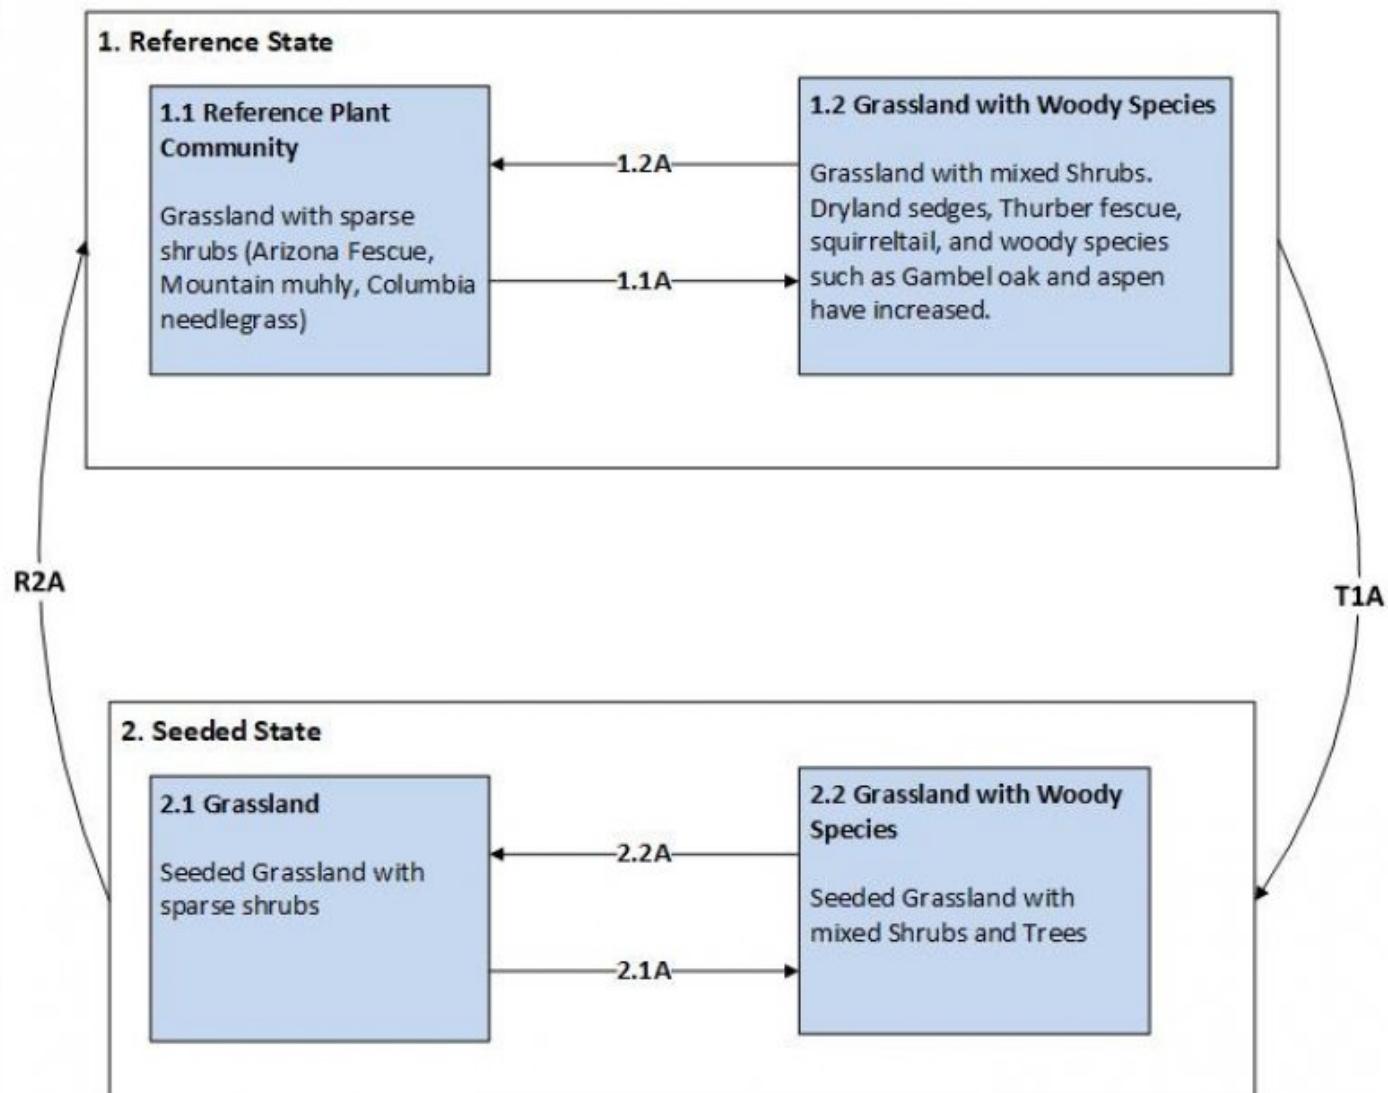 1. Reference State
1.1 Reference Plant
Community
Grassland with sparse
shrubs (Arizona Fescue,
Mountain muhly, Columbia
needlegrass)
1.2A
1.1A
1.2 Grassland with Woody Species
Grassland with mixed Shrubs.
Dryland sedges, Thurber fescue,
squirreltail, and woody species
such as Gambel oak and aspen
have increased.
R2A
T1A
2. Seeded State
2.1 Grassland
Seeded Grassland with
sparse shrubs
2.2A
2.1A
2.2 Grassland with Woody
Species
Seeded Grassland with
mixed Shrubs and Trees